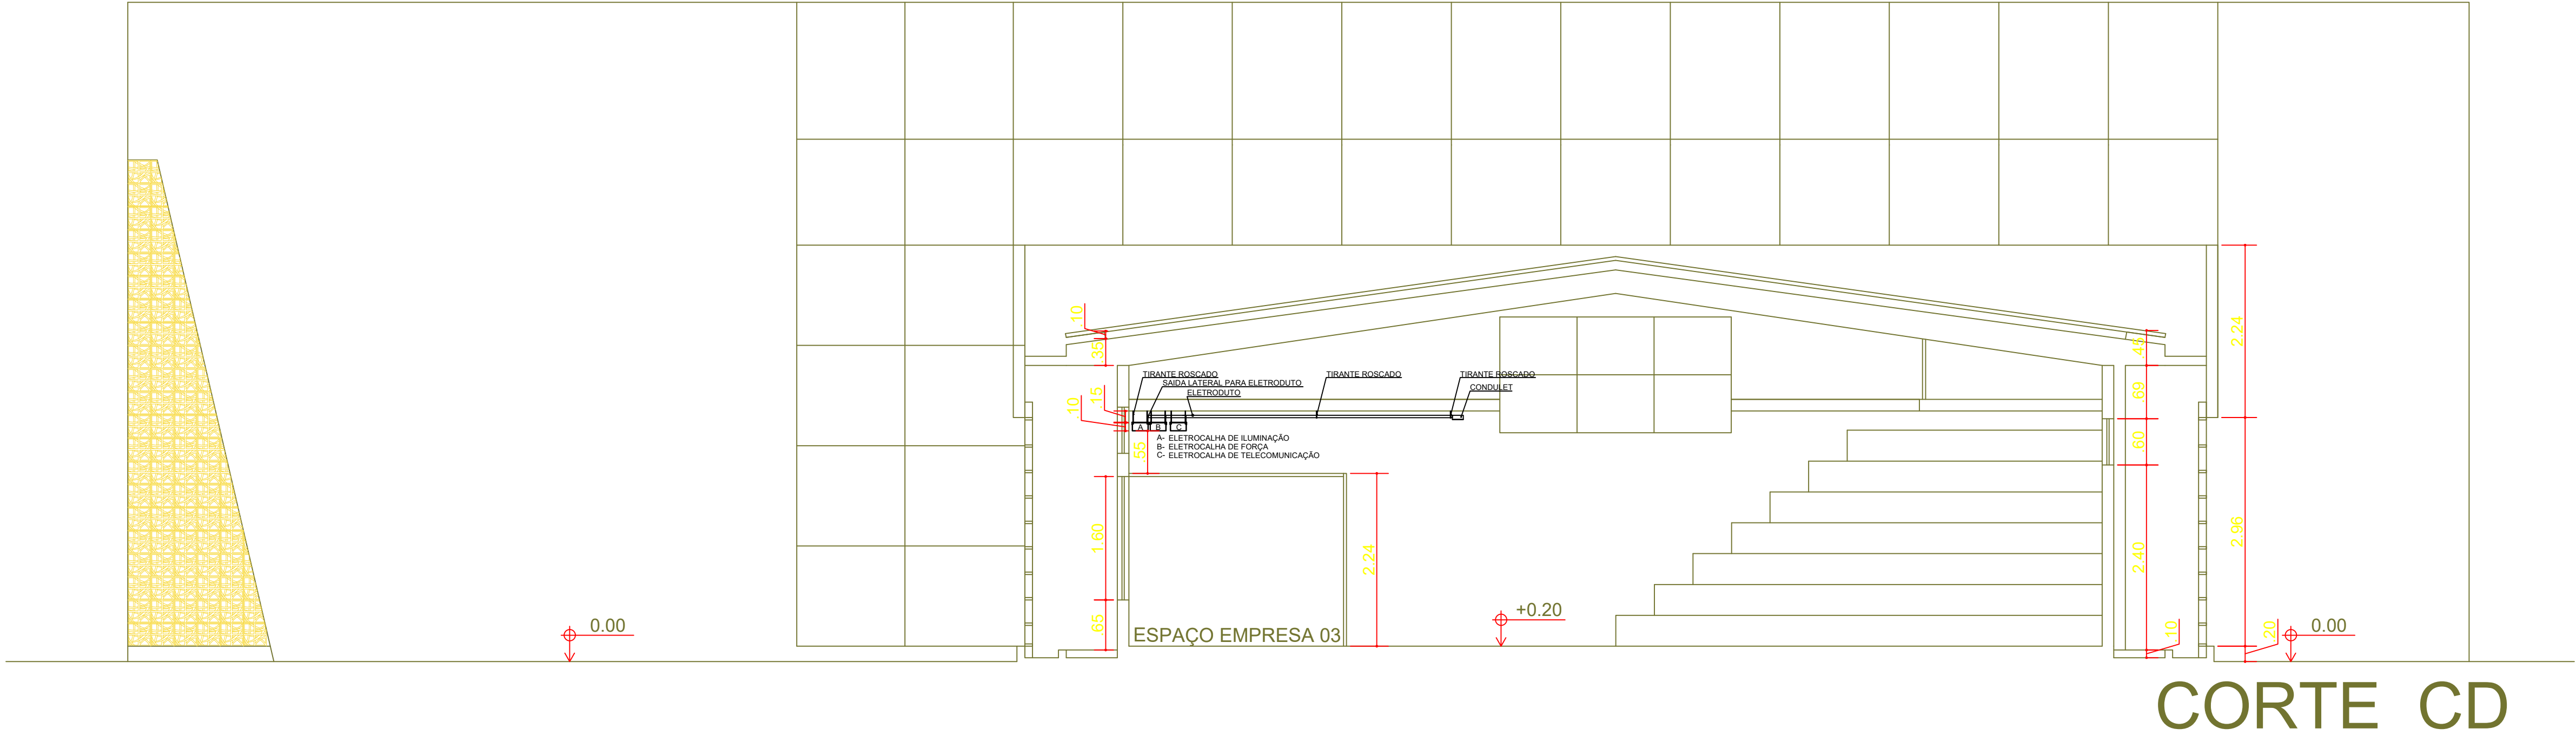 .10
.35
.45
2.24
.69
TIRANTE ROSCADO
TIRANTE ROSCADO
TIRANTE ROSCADO
SAIDA LATERAL PARA ELETRODUTO
CONDULET
ELETRODUTO
.15
.10
A
B
C
A- ELETROCALHA DE ILUMINAÇÃO
B- ELETROCALHA DE FORÇA
C- ELETROCALHA DE TELECOMUNICAÇÃO
.55
.60
1.60
2.24
2.40
2.96
.65
0.00
ESPAÇO EMPRESA 03
+0.20
.10
.20
0.00
CORTE CD